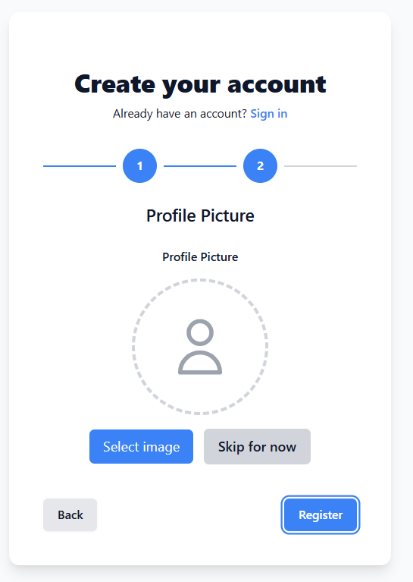 Create your account
Already have an account? Sign in
1 2
Profile Picture
Profile Picture
Select image Skip for now
Back Register